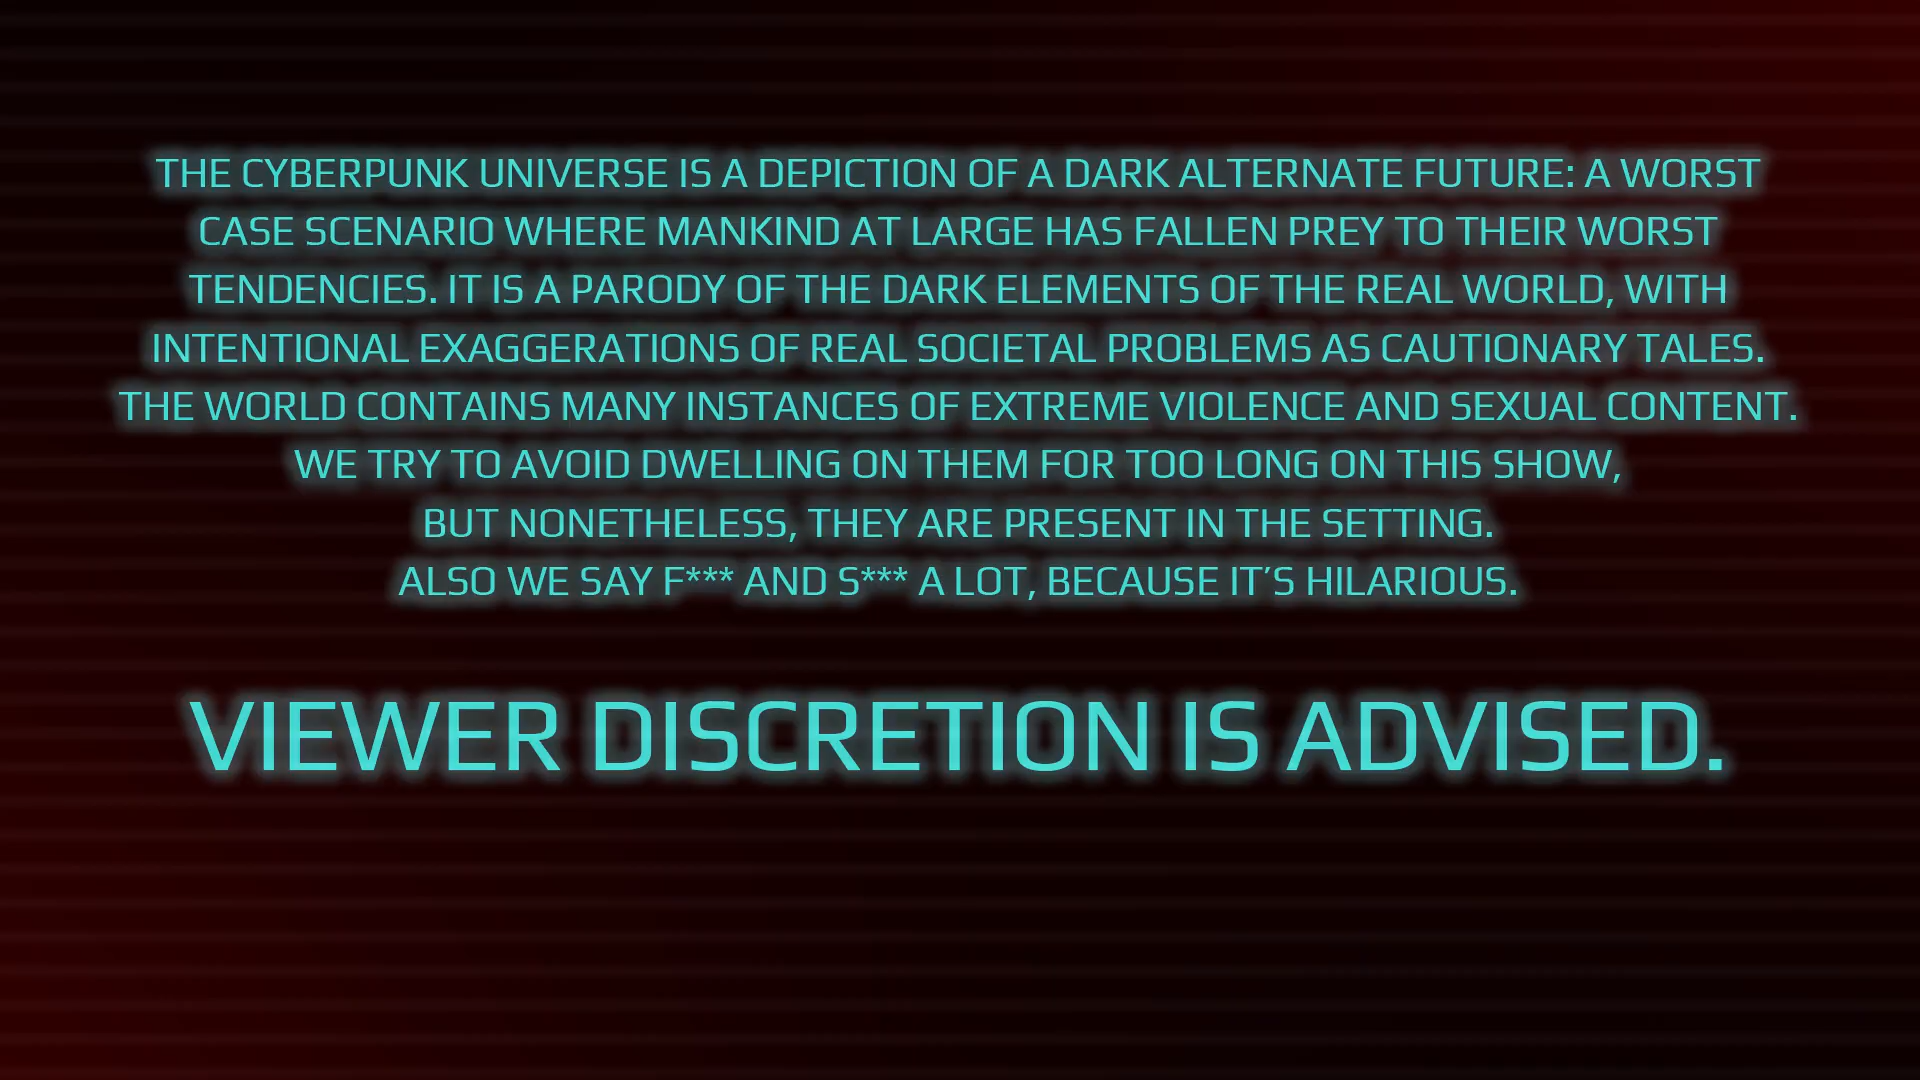 THE CYBERPUNK UNIVERSE IS A DEPICTION OF A DARK ALTERNATE FUTURE: A WORST
CASE SCENARIO WHERE MANKIND AT LARGE HAS FALLEN PREY TO THEIR WORST
TENDENCIES. IT IS A PARODY OF THE DARK ELEMENTS OF THE REAL WORLD, WITH
INTENTIONAL EXAGGERATIONS OF REAL SOCIETAL PROBLEMS AS CAUTIONARY TALES.
THE WORLD CONTAINS MANY INSTANCES OF EXTREME VIOLENCE AND SEXUAL CONTENT.
WE TRY TO AVOID DWELLING ON THEM FOR TOO LONG ON THIS SHOW,
BUT NONETHELESS, THEY ARE PRESENT IN THE SETTING.
ALSO WE SAY F*** AND S*** A LOT, BECAUSE IT’S HILARIOUS.
VIEWER DISCRETION IS ADVISED.